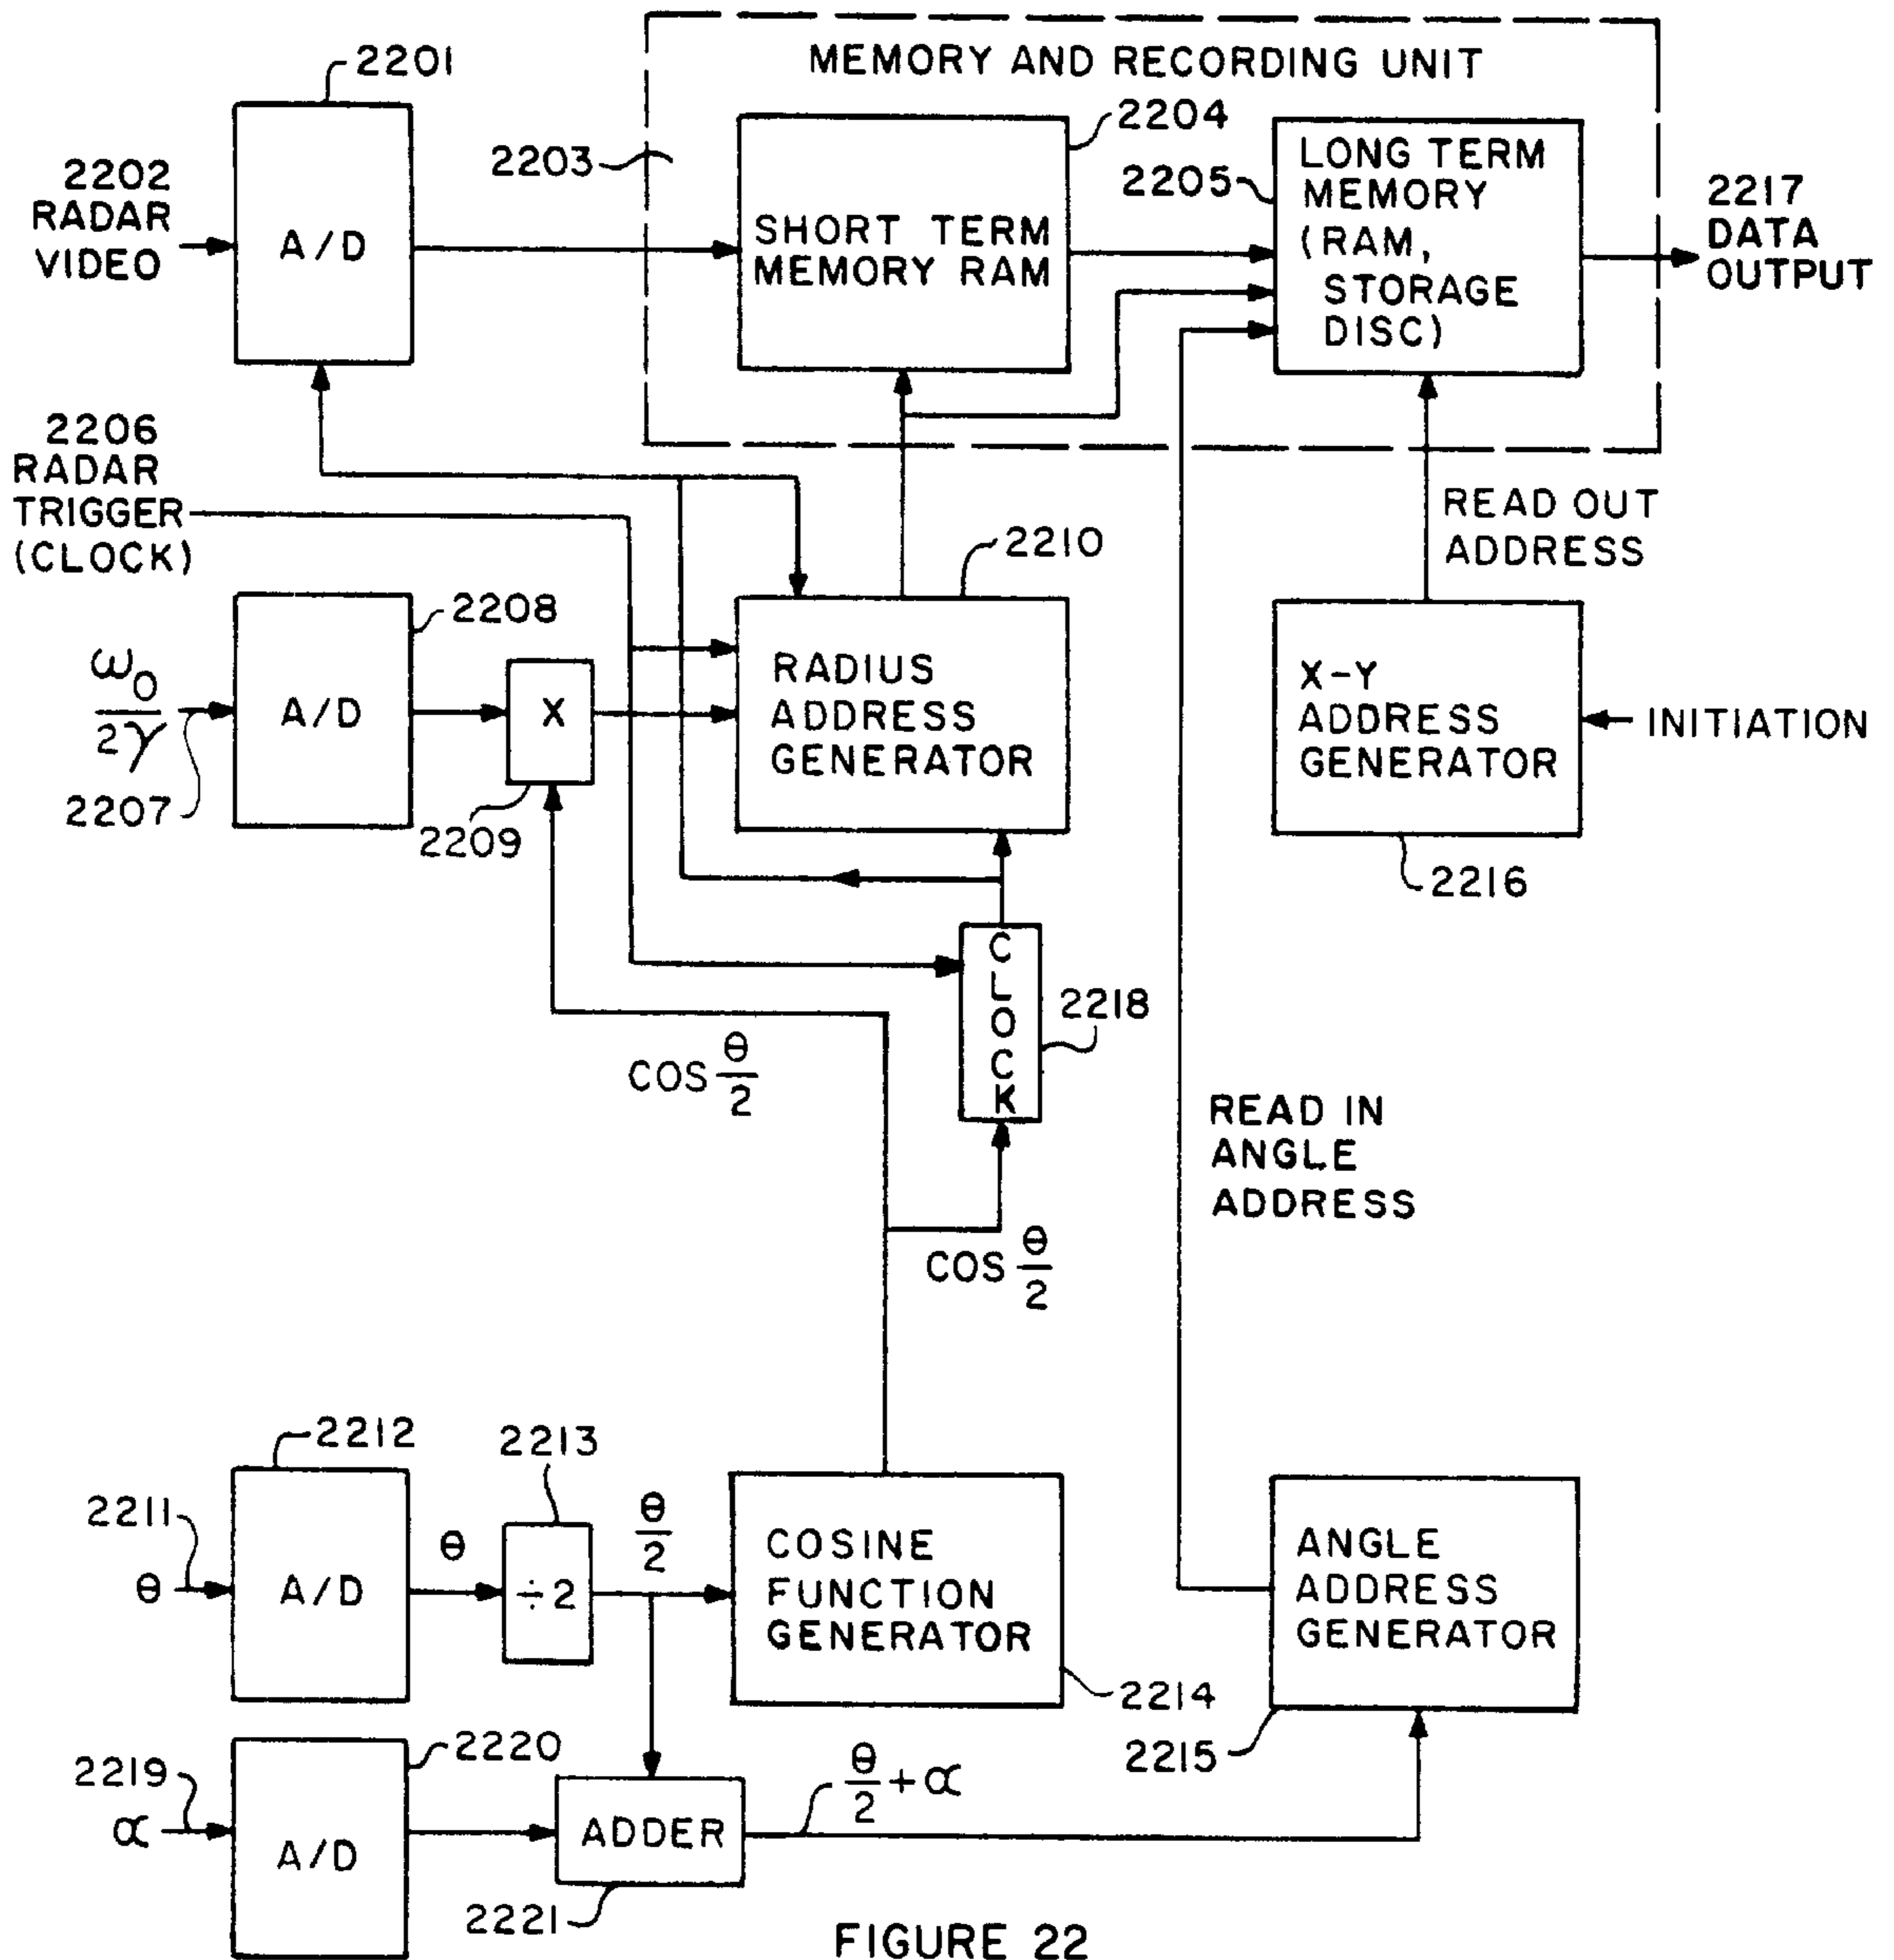 MEMORY AND RECORDING UNIT
2201
2202
RADAR
VIDEO
A/D
2203
2204
SHORT TERM
MEMORY RAM
2205
LONG TERM
MEMORY
(RAM,
STORAGE
DISC)
2217
DATA
OUTPUT
2206
RADAR
TRIGGER
(CLOCK)
READ OUT
ADDRESS
2208
2210
ω0
2γ
2207
A/D
X
2209
RADIUS
ADDRESS
GENERATOR
X-Y
ADDRESS
GENERATOR
INITIATION
2216
CLOCK
2218
COS θ/2
READ IN
ANGLE
ADDRESS
COS θ/2
2212
2213
2211
θ
A/D
θ
÷2
θ/2
COSINE
FUNCTION
GENERATOR
2214
ANGLE
ADDRESS
GENERATOR
2215
2219
α
2220
A/D
ADDER
2221
θ/2 + α
FIGURE 22